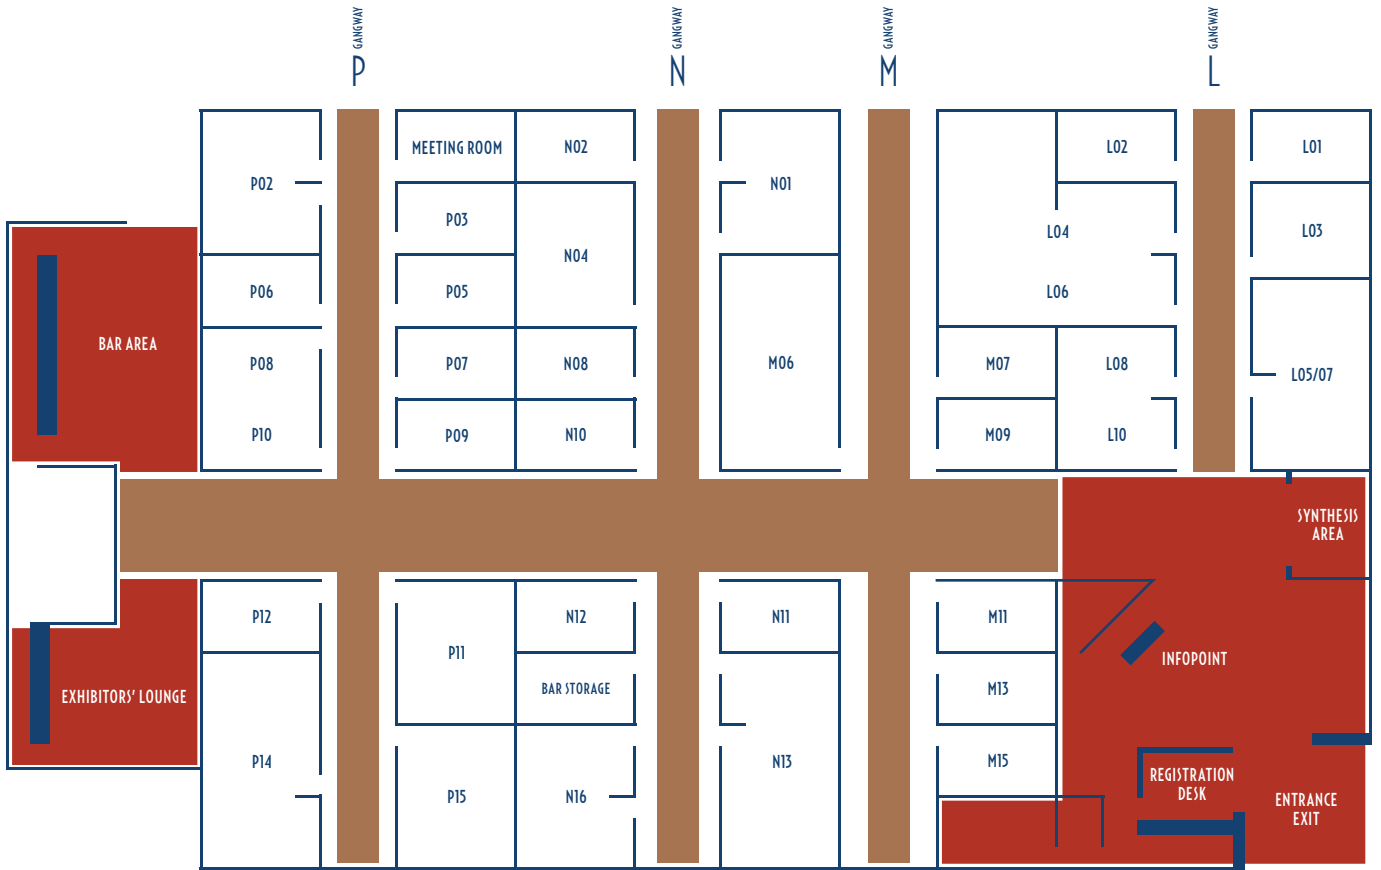 GANGWAY
GANGWAY
GANGWAY
GANGWAY
P
N
M
L
MEETING ROOM
N02
L02
L01
P02
N01
P03
L04
L03
N04
P06
P05
L06
BAR AREA
P08
P07
N08
M06
M07
L08
L05/07
P10
P09
N10
M09
L10
SYNTHESIS
AREA
P12
N12
N11
M11
P11
INFOPOINT
EXHIBITORS' LOUNGE
BAR STORAGE
M13
P14
N13
M15
REGISTRATION
DESK
P15
N16
ENTRANCE
EXIT